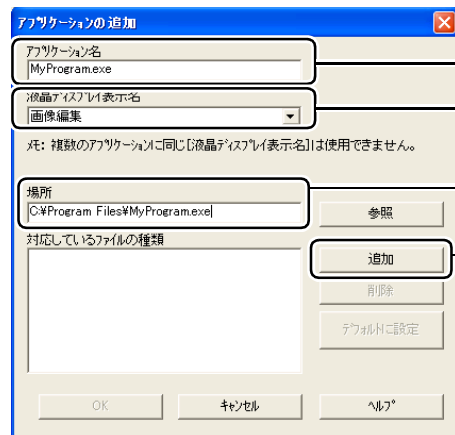 アプリケーションの追加
アプリケーション名
MyProgram.exe
液晶ディスプレイ表示名
画像編集
メモ: 複数のアプリケーションに同じ[液晶ディスプレイ表示名]は使用できません。
場所
C:¥Program Files¥MyProgram.exe
参照
対応しているファイルの種類
追加
削除
デフォルトに設定
OK
キャンセル
ヘルプ